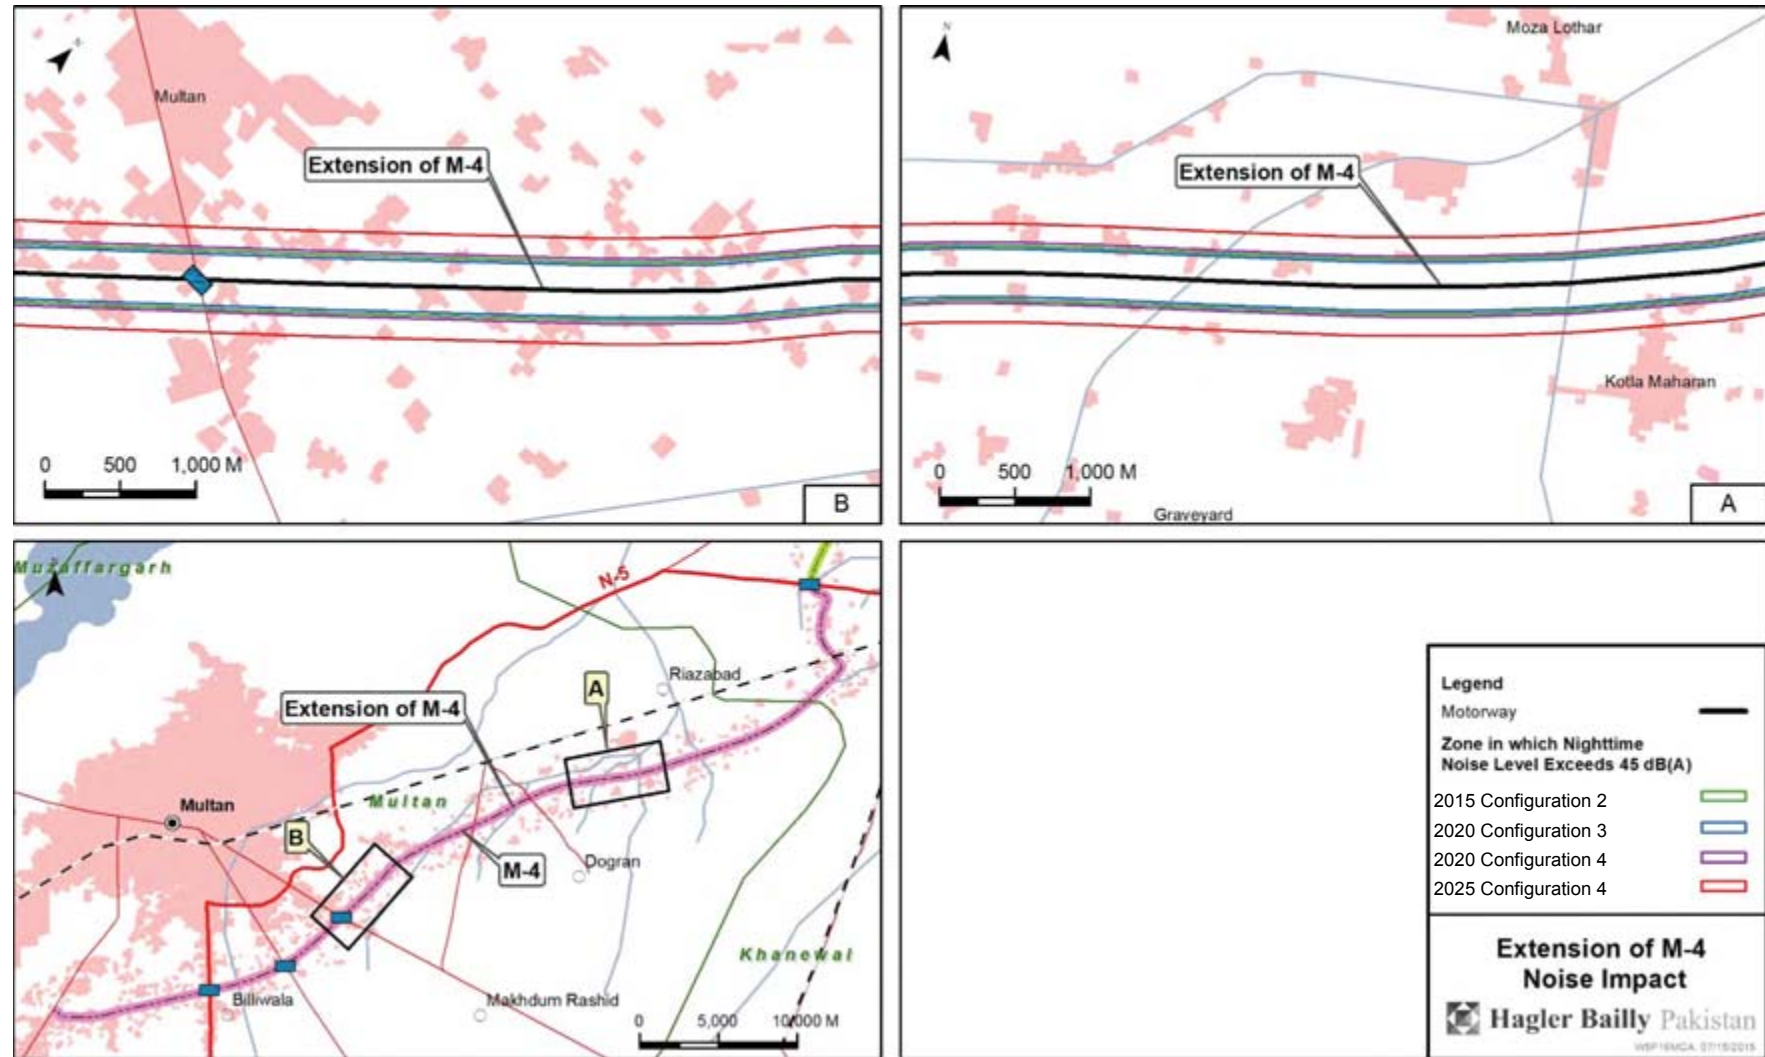 Multan
Extension of M-4
0 500 1,000 M
B
N
Moza Lothar
Extension of M-4
Kotla Maharan
0 500 1,000 M
Graveyard
A
Muzaffargarh
N-5
Riazabad
A
Extension of M-4
Multan
Multan
B
M-4
Dogran
Khanewal
Billiwala
Makhdum Rashid
0 5,000 10,000 M
Legend
Motorway
Zone in which Nighttime
Noise Level Exceeds 45 dB(A)
2015 Configuration 2
2020 Configuration 3
2020 Configuration 4
2025 Configuration 4
Extension of M-4
Noise Impact
Hagler Bailly Pakistan
07/15/2015